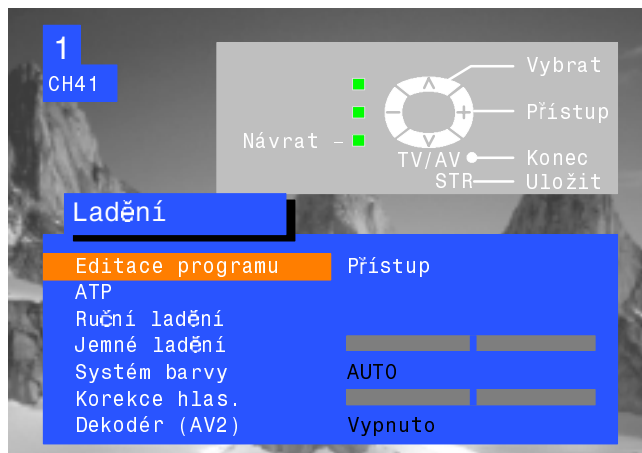 1
CH41
Vybrat
Přístup
Návrat –
TV/AV Konec
STR Uložit
Ladění
Editace programu Přístup
ATP
Ruční ladění
Jemné ladění
Systém barvy AUTO
Korekce hlas.
Dekodér (AV2) Vypnuto